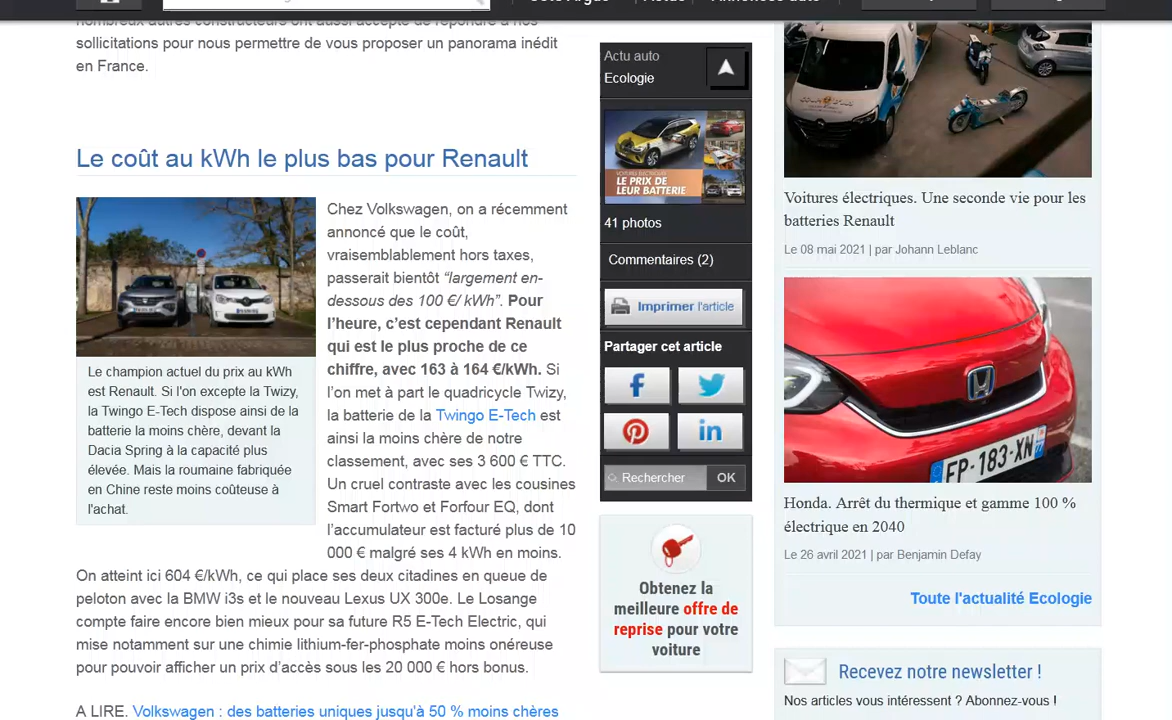 sollicitations pour nous permettre de vous proposer un panorama inédit
en France.
Le coût au kWh le plus bas pour Renault
Le champion actuel du prix au kWh
est Renault. Si l'on excepte la Twizy,
la Twingo E-Tech dispose ainsi de la
batterie la moins chère, devant la
Dacia Spring à la capacité plus
élevée. Mais la roumaine fabriquée
en Chine reste moins coûteuse à
l'achat.
Chez Volkswagen, on a récemment
annoncé que le coût,
vraisemblablement hors taxes,
passerait bientôt “largement en-
dessous des 100 €/ kWh”. Pour
l’heure, c’est cependant Renault
qui est le plus proche de ce
chiffre, avec 163 à 164 €/kWh. Si
l’on met à part le quadricycle Twizy,
la batterie de la Twingo E-Tech est
ainsi la moins chère de notre
classement, avec ses 3 600 € TTC.
Un cruel contraste avec les cousines
Smart Fortwo et Forfour EQ, dont
l’accumulateur est facturé plus de 10
000 € malgré ses 4 kWh en moins.
On atteint ici 604 €/kWh, ce qui place ses deux citadines en queue de
peloton avec la BMW i3s et le nouveau Lexus UX 300e. Le Losange
compte faire encore bien mieux pour sa future R5 E-Tech Electric, qui
mise notamment sur une chimie lithium-fer-phosphate moins onéreuse
pour pouvoir afficher un prix d’accès sous les 20 000 € hors bonus.
A LIRE. Volkswagen : des batteries uniques jusqu'à 50 % moins chères
Actu auto
Ecologie
LE PRIX DE
LEUR BATTERIE
41 photos
Commentaires (2)
Imprimer l'article
Partager cet article
Rechercher
OK
Obtenez la
meilleure offre de
reprise pour votre
voiture
Voitures électriques. Une seconde vie pour les
batteries Renault
Le 08 mai 2021 | par Johann Leblanc
FP-183-XN
Honda. Arrêt du thermique et gamme 100 %
électrique en 2040
Le 26 avril 2021 | par Benjamin Defay
Toute l'actualité Ecologie
Recevez notre newsletter !
Nos articles vous intéressent ? Abonnez-vous !